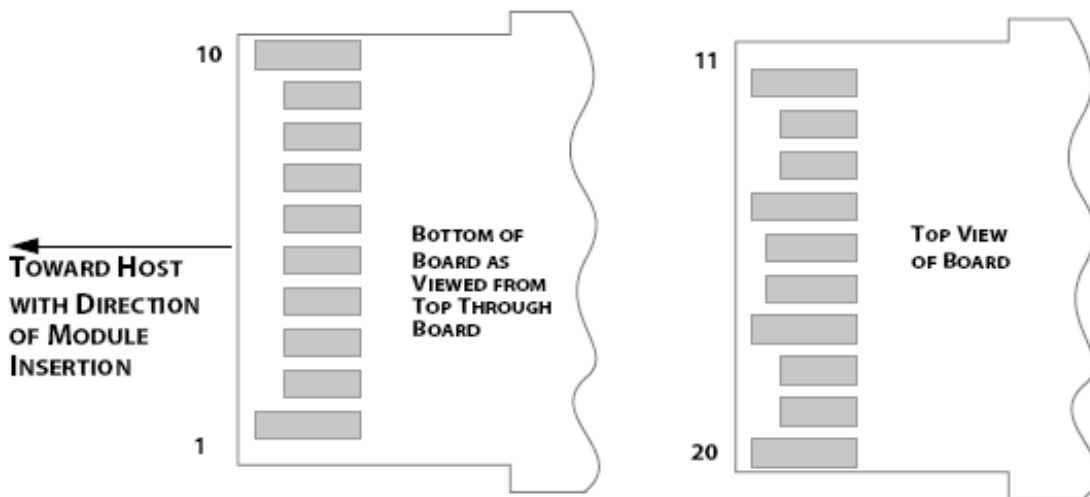 10
1
TOWARD HOST
WITH DIRECTION
OF MODULE
INSERTION
BOTTOM OF
BOARD AS
VIEWED FROM
TOP THROUGH
BOARD
11
20
TOP VIEW
OF BOARD